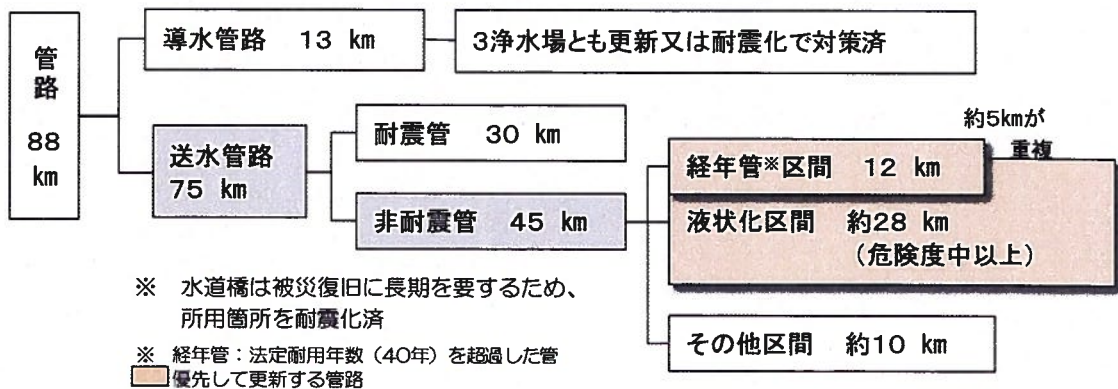 管路
88
km
導水管路 13 km
3浄水場とも更新又は耐震化で対策済
送水管路
75 km
耐震管 30 km
非耐震管 45 km
約5kmが
重複
経年管※区間 12 km
液状化区間 約28 km
(危険度中以上)
その他区間 約10 km
※ 水道橋は被災復旧に長期を要するため、
所用箇所を耐震化済
※ 経年管:法定耐用年数(40年)を超過した管
優先して更新する管路